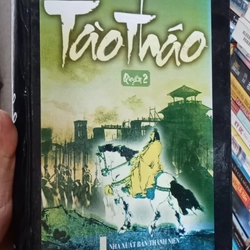 Tào Tháo
Quyển 2
NHÀ XUẤT BẢN THANH NIÊN